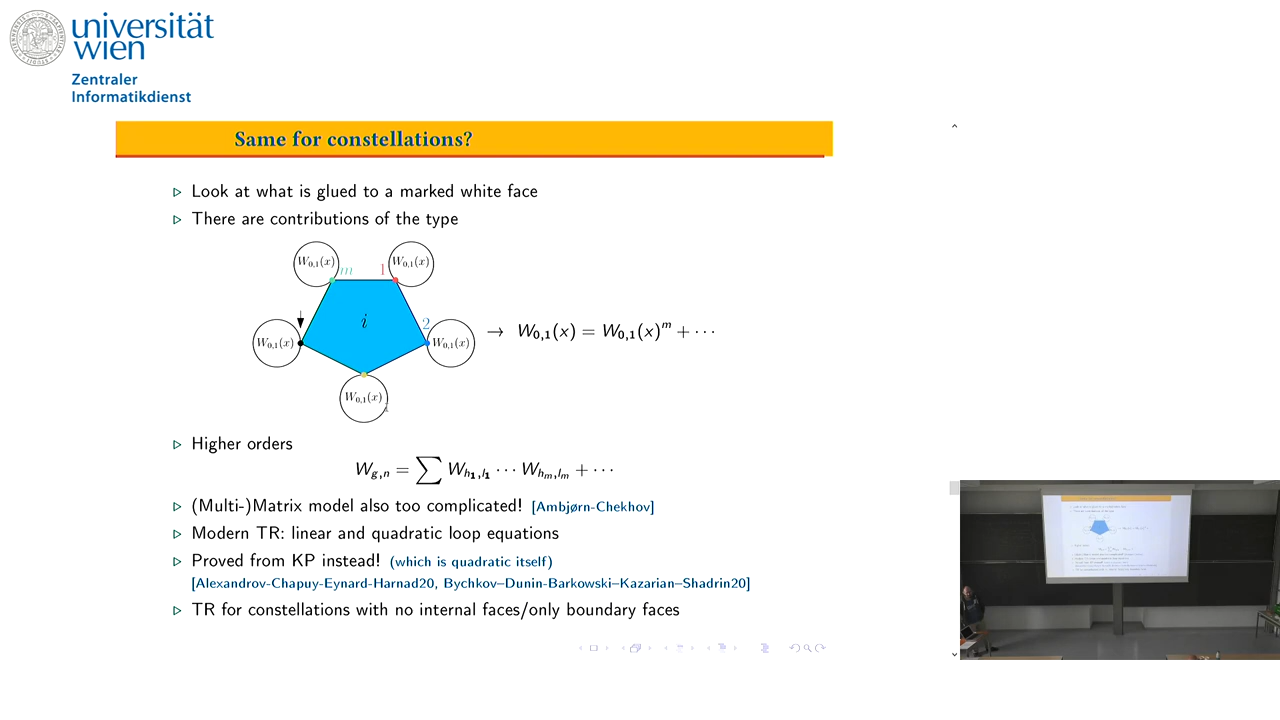 universität
wien
Zentraler
Informatikdienst
Same for constellations?
▷ Look at what is glued to a marked white face
▷ There are contributions of the type
W₀,₁(x) W₀,₁(x)
m 1
i
2
W₀,₁(x) W₀,₁(x) → W₀,₁(x) = W₀,₁(x)ᵐ + ···
W₀,₁(x)
▷ Higher orders
W_{g,n} = ∑ W_{h₁,l₁} ··· W_{hₘ,lₘ} + ···
▷ (Multi-)Matrix model also too complicated! [Ambjørn-Chekhov]
▷ Modern TR: linear and quadratic loop equations
▷ Proved from KP instead! (which is quadratic itself)
[Alexandrov-Chapuy-Eynard-Harnad20, Bychkov–Dunin-Barkowski–Kazarian–Shadrin20]
▷ TR for constellations with no internal faces/only boundary faces